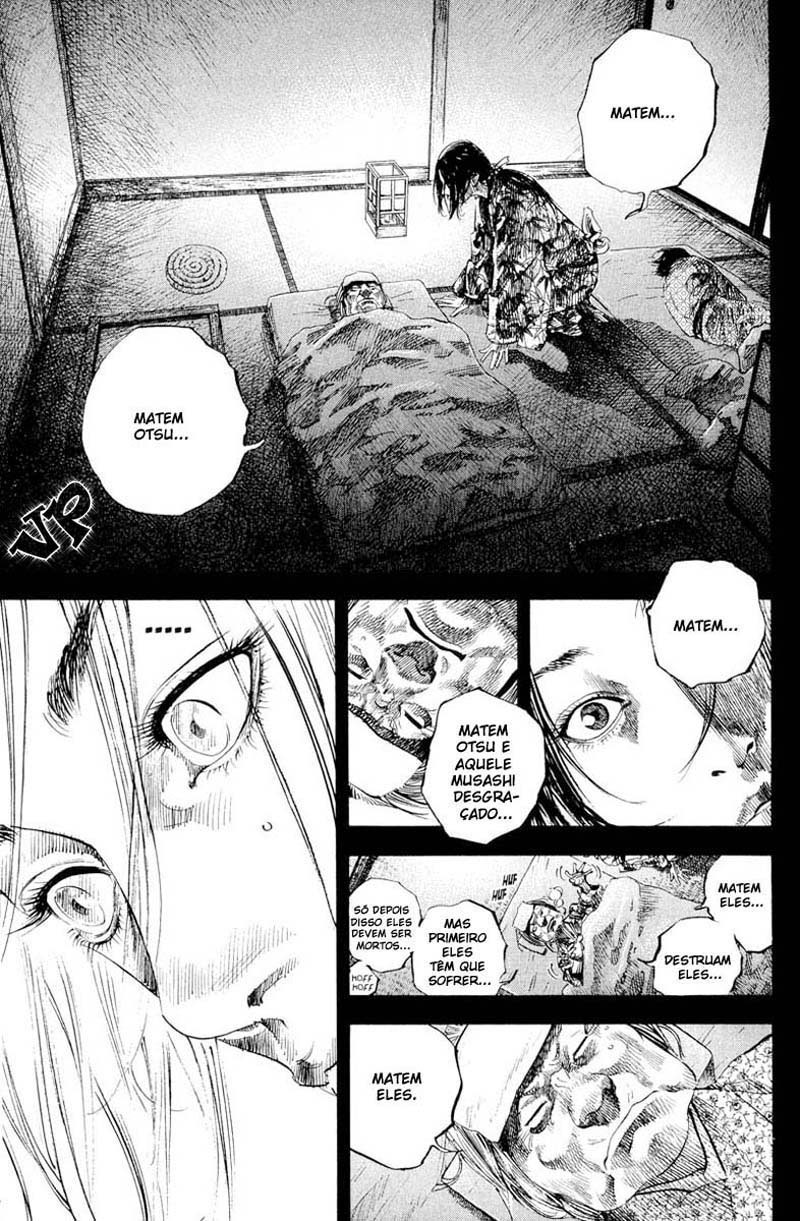 MATEM...
MATEM
OTSU...
VP
MATEM...
MATEM
OTSU E
AQUELE
MUSASHI
DESGRA-
ÇADO...
.....
MATEM
ELES...
DESTRUAM
ELES...
HUF
HUF
MAS
PRIMEIRO
ELES
TÊM QUE
SOFRER...
SÓ DEPOIS
DISSO ELES
DEVEM SER
MORTOS...
HOFF
HOFF
MATEM
ELES.